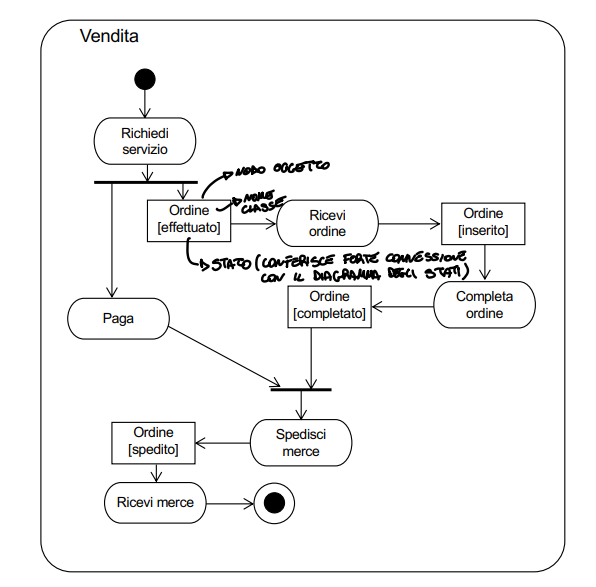 Vendita
Richiedi
servizio
NODO OGGETTO
NOME
CLASSE
Ordine
[effettuato]
Ricevi
ordine
Ordine
[inserito]
STATO (CONFERISCE FORTE CONNESSIONE
CON IL DIAGRAMMA DEGLI STATI)
Paga
Ordine
[completato]
Completa
ordine
Spedisci
merce
Ordine
[spedito]
Ricevi merce